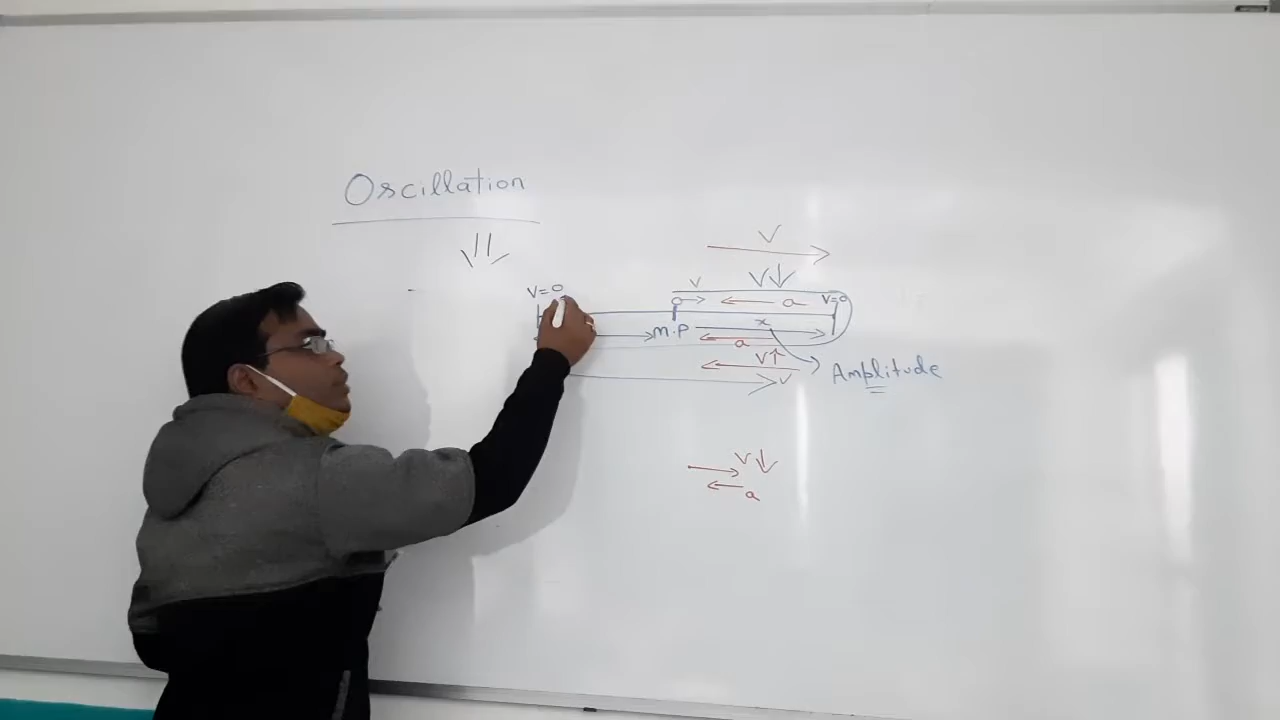 Oscillation
V
V↓
V=0
V
a
V=0
M.P
x
a
V↑
Amplitude
V
V↓
a